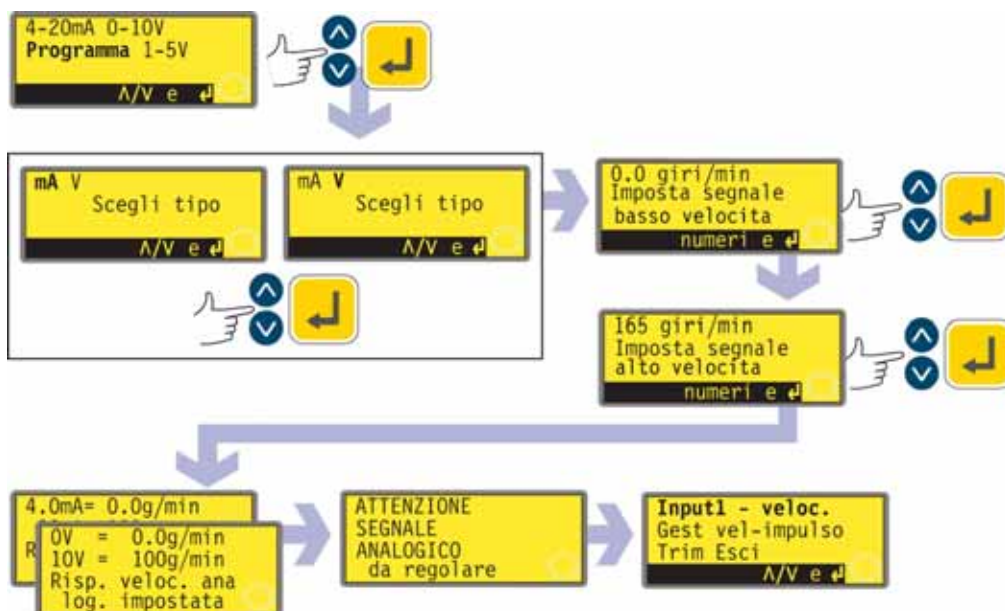 4-20mA 0-10V
Programma 1-5V
Λ/V e ↲
mA V
Scegli tipo
Λ/V e ↲
mA V
Scegli tipo
Λ/V e ↲
0.0 giri/min
Imposta segnale
basso velocita
numeri e ↲
165 giri/min
Imposta segnale
alto velocita
numeri e ↲
4.0mA= 0.0g/min
R
0V = 0.0g/min
10V = 100g/min
Risp. veloc. ana
log. impostata
ATTENZIONE
SEGNALE
ANALOGICO
da regolare
Input1 - veloc.
Gest vel-impulso
Trim Esci
Λ/V e ↲